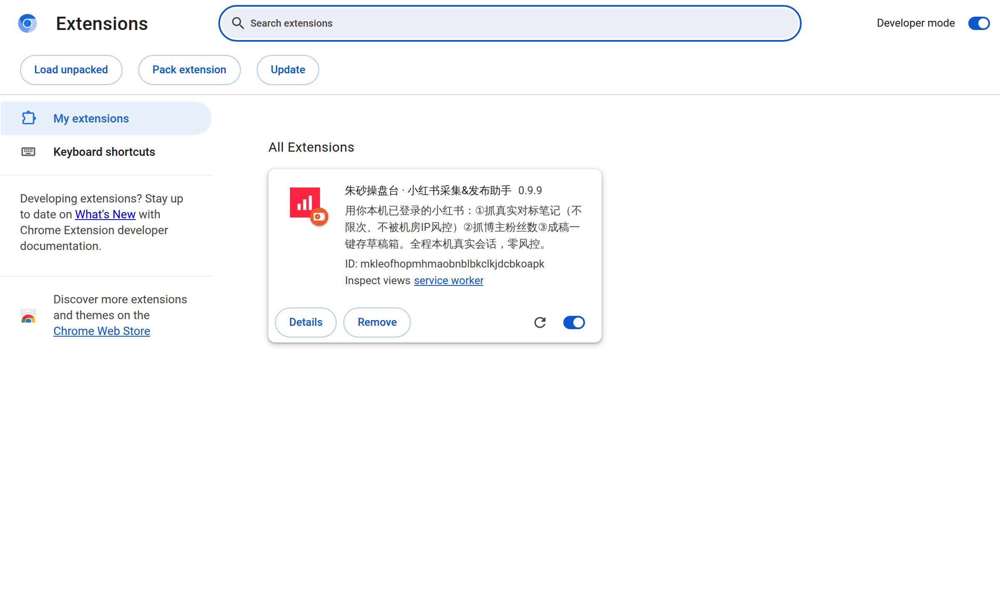 Extensions
Search extensions
Developer mode
Load unpacked
Pack extension
Update
My extensions
Keyboard shortcuts
Developing extensions? Stay up
to date on What's New with
Chrome Extension developer
documentation.
Discover more extensions
and themes on the
Chrome Web Store
All Extensions
朱砂操盘台 · 小红书采集&发布助手 0.9.9
用你本机已登录的小红书：①抓真实对标笔记（不
限次、不被机房IP风控）②抓博主粉丝数③成稿一
键存草稿箱。全程本机真实会话，零风控。
ID: mkleofhopmhmaobnblbkclkjdcbkoapk
Inspect views service worker
Details
Remove